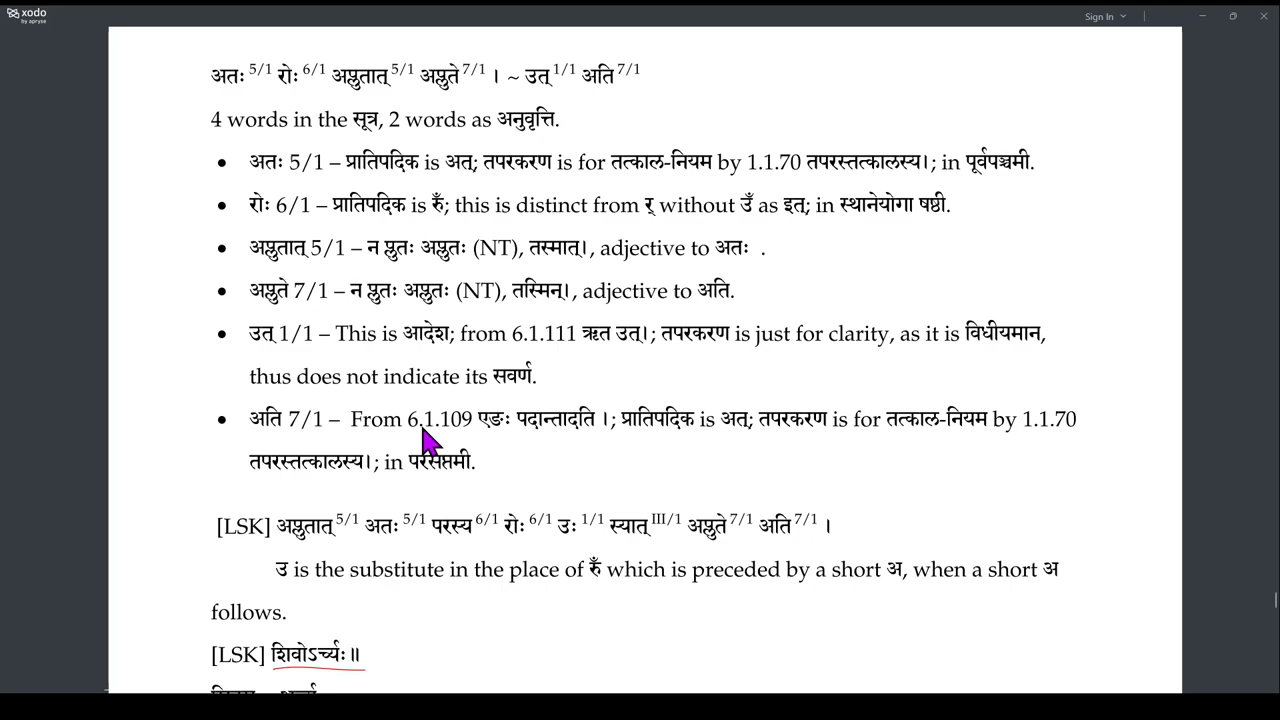 xodo
by apryse
Sign In
अतः 5/1 रोः 6/1 अप्लुतात् 5/1 अप्लुते 7/1 । ~ उत् 1/1 अति 7/1
4 words in the सूत्र, 2 words as अनुवृत्ति.
• अतः 5/1 – प्रातिपदिक is अत्; तपरकरण is for तत्काल-नियम by 1.1.70 तपरस्तत्कालस्य।; in पूर्वपञ्चमी.
• रोः 6/1 – प्रातिपदिक is रुँ; this is distinct from र् without उँ as इत्; in स्थानेयोगा षष्ठी.
• अप्लुतात् 5/1 – न प्लुतः अप्लुतः (NT), तस्मात्।, adjective to अतः .
• अप्लुते 7/1 – न प्लुतः अप्लुतः (NT), तस्मिन्।, adjective to अति.
• उत् 1/1 – This is आदेश; from 6.1.111 ऋत उत्।; तपरकरण is just for clarity, as it is विधीयमान,
thus does not indicate its सवर्ण.
• अति 7/1 – From 6.1.109 एङः पदान्तादति ।; प्रातिपदिक is अत्; तपरकरण is for तत्काल-नियम by 1.1.70
तपरस्तत्कालस्य।; in परसप्तमी.
[LSK] अप्लुतात् 5/1 अतः 5/1 परस्य 6/1 रोः 6/1 उः 1/1 स्यात् III/1 अप्लुते 7/1 अति 7/1 ।
उ is the substitute in the place of रुँ which is preceded by a short अ, when a short अ
follows.
[LSK] शिवोऽर्च्यः॥